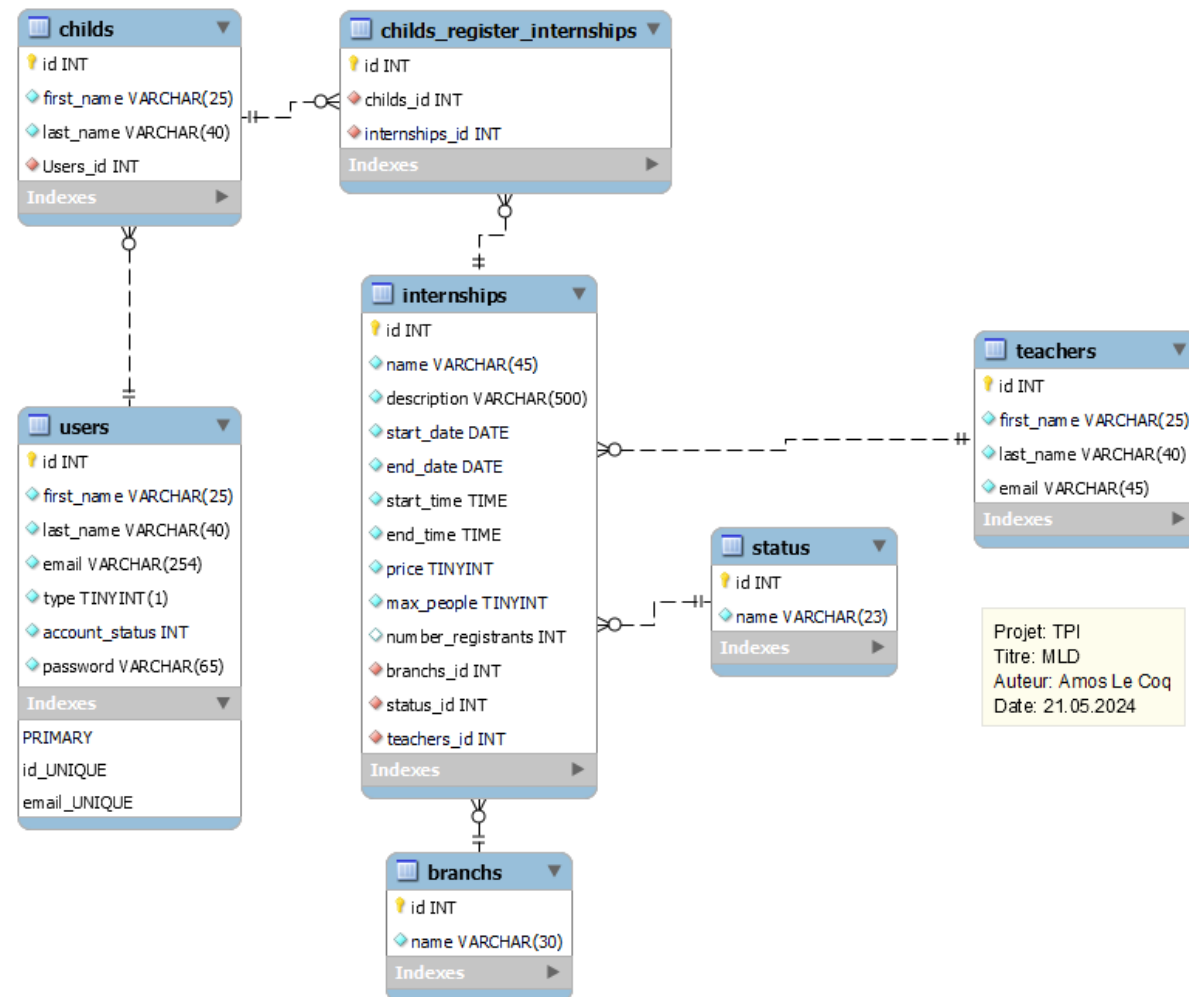 childs
id INT
first_name VARCHAR(25)
last_name VARCHAR(40)
Users_id INT
Indexes
childs_register_internships
id INT
childs_id INT
internships_id INT
Indexes
users
id INT
first_name VARCHAR(25)
last_name VARCHAR(40)
email VARCHAR(254)
type TINYINT(1)
account_status INT
password VARCHAR(65)
Indexes
PRIMARY
id_UNIQUE
email_UNIQUE
internships
id INT
name VARCHAR(45)
description VARCHAR(500)
start_date DATE
end_date DATE
start_time TIME
end_time TIME
price TINYINT
max_people TINYINT
number_registrants INT
branchs_id INT
status_id INT
teachers_id INT
Indexes
teachers
id INT
first_name VARCHAR(25)
last_name VARCHAR(40)
email VARCHAR(45)
Indexes
status
id INT
name VARCHAR(23)
Indexes
Projet: TPI
Titre: MLD
Auteur: Amos Le Coq
Date: 21.05.2024
branchs
id INT
name VARCHAR(30)
Indexes